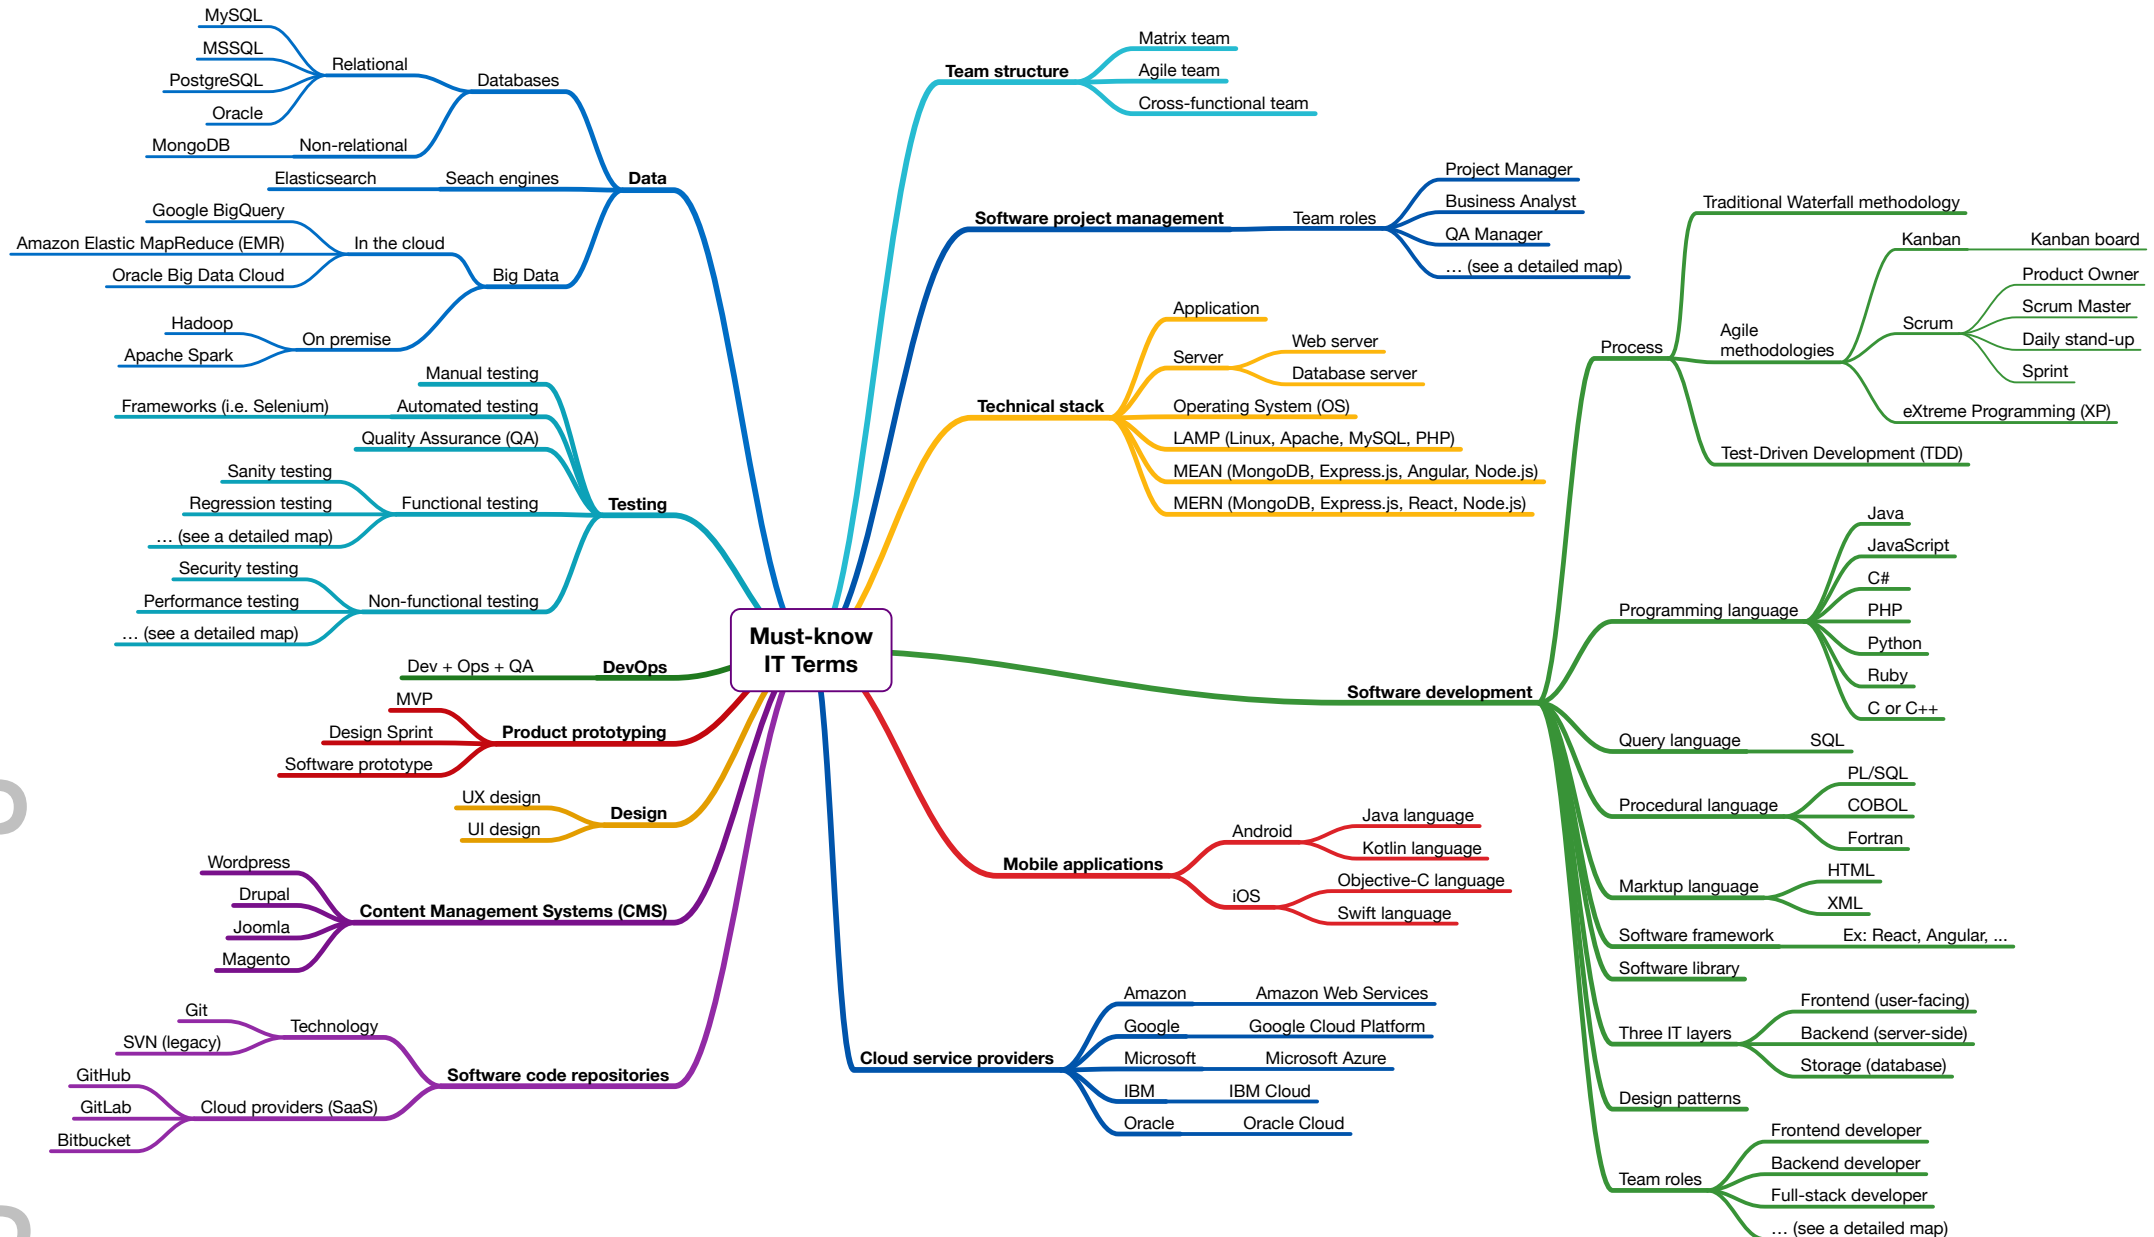 Must-know
IT Terms
Team structure
Matrix team
Agile team
Cross-functional team
Software project management
Team roles
Project Manager
Business Analyst
QA Manager
... (see a detailed map)
Technical stack
Application
Server
Web server
Database server
Operating System (OS)
LAMP (Linux, Apache, MySQL, PHP)
MEAN (MongoDB, Express.js, Angular, Node.js)
MERN (MongoDB, Express.js, React, Node.js)
Software development
Process
Traditional Waterfall methodology
Agile
methodologies
Kanban
Kanban board
Scrum
Product Owner
Scrum Master
Daily stand-up
Sprint
eXtreme Programming (XP)
Test-Driven Development (TDD)
Programming language
Java
JavaScript
C#
PHP
Python
Ruby
C or C++
Query language
SQL
Procedural language
PL/SQL
COBOL
Fortran
Marktup language
HTML
XML
Software framework
Ex: React, Angular, ...
Software library
Three IT layers
Frontend (user-facing)
Backend (server-side)
Storage (database)
Design patterns
Team roles
Frontend developer
Backend developer
Full-stack developer
... (see a detailed map)
Mobile applications
Android
Java language
Kotlin language
iOS
Objective-C language
Swift language
Cloud service providers
Amazon
Amazon Web Services
Google
Google Cloud Platform
Microsoft
Microsoft Azure
IBM
IBM Cloud
Oracle
Oracle Cloud
Data
Databases
Relational
MySQL
MSSQL
PostgreSQL
Oracle
Non-relational
MongoDB
Seach engines
Elasticsearch
Big Data
In the cloud
Google BigQuery
Amazon Elastic MapReduce (EMR)
Oracle Big Data Cloud
On premise
Hadoop
Apache Spark
Testing
Manual testing
Automated testing
Frameworks (i.e. Selenium)
Quality Assurance (QA)
Functional testing
Sanity testing
Regression testing
... (see a detailed map)
Non-functional testing
Security testing
Performance testing
... (see a detailed map)
DevOps
Dev + Ops + QA
Product prototyping
MVP
Design Sprint
Software prototype
Design
UX design
UI design
Content Management Systems (CMS)
Wordpress
Drupal
Joomla
Magento
Software code repositories
Technology
Git
SVN (legacy)
Cloud providers (SaaS)
GitHub
GitLab
Bitbucket